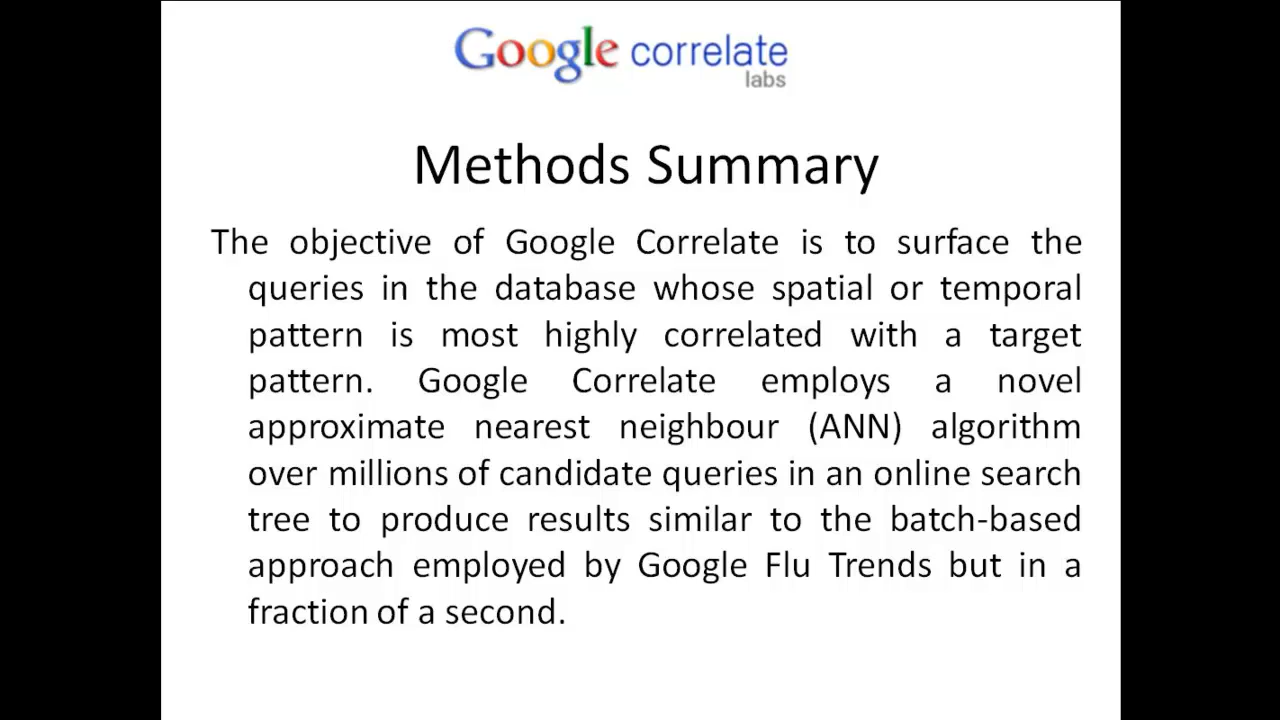 Google correlate
labs
Methods Summary
The objective of Google Correlate is to surface the
queries in the database whose spatial or temporal
pattern is most highly correlated with a target
pattern. Google Correlate employs a novel
approximate nearest neighbour (ANN) algorithm
over millions of candidate queries in an online search
tree to produce results similar to the batch-based
approach employed by Google Flu Trends but in a
fraction of a second.